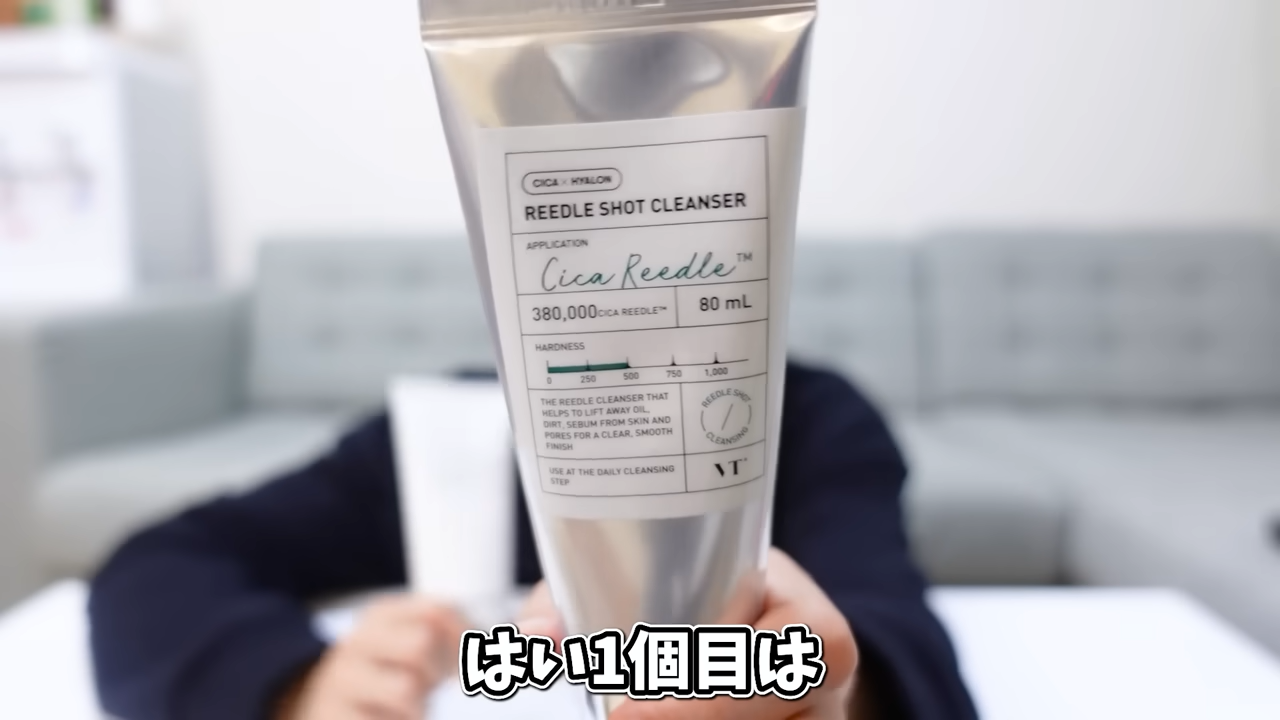 CICA × HYALON
REEDLE SHOT CLEANSER
APPLICATION
Cica Reedle™
380,000 CICA REEDLE™
80 mL
HARDNESS
0 250 500 750 1,000
THE REEDLE CLEANSER THAT
HELPS TO LIFT AWAY OIL,
DIRT, SEBUM FROM SKIN AND
PORES FOR A CLEAR, SMOOTH
FINISH
REEDLE SHOT
CLEANSING
USE AT THE DAILY CLEANSING
STEP
VT
はい1個目は